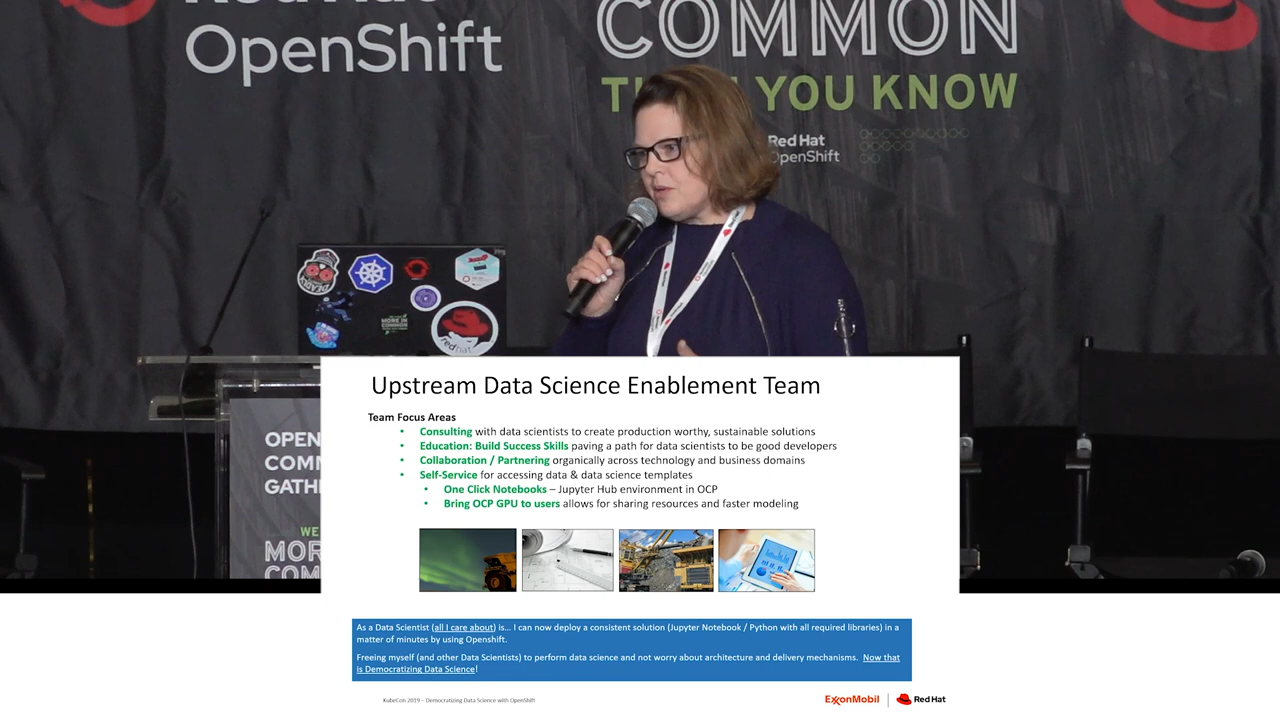 OpenShift
COMMON
YOU KNOW
Red Hat
OpenShift
DEADLY
MORE IN
COMMON
redhat
OPEN
COMM
GATH
WE
MOR
COM
Upstream Data Science Enablement Team
Team Focus Areas
• Consulting with data scientists to create production worthy, sustainable solutions
• Education: Build Success Skills paving a path for data scientists to be good developers
• Collaboration / Partnering organically across technology and business domains
• Self-Service for accessing data & data science templates
• One Click Notebooks – Jupyter Hub environment in OCP
• Bring OCP GPU to users allows for sharing resources and faster modeling
As a Data Scientist (all I care about) is... I can now deploy a consistent solution (Jupyter Notebook / Python with all required libraries) in a
matter of minutes by using Openshift.
Freeing myself (and other Data Scientists) to perform data science and not worry about architecture and delivery mechanisms. Now that
is Democratizing Data Science!
KubeCon 2019 – Democratizing Data Science with OpenShift
ExxonMobil
Red Hat